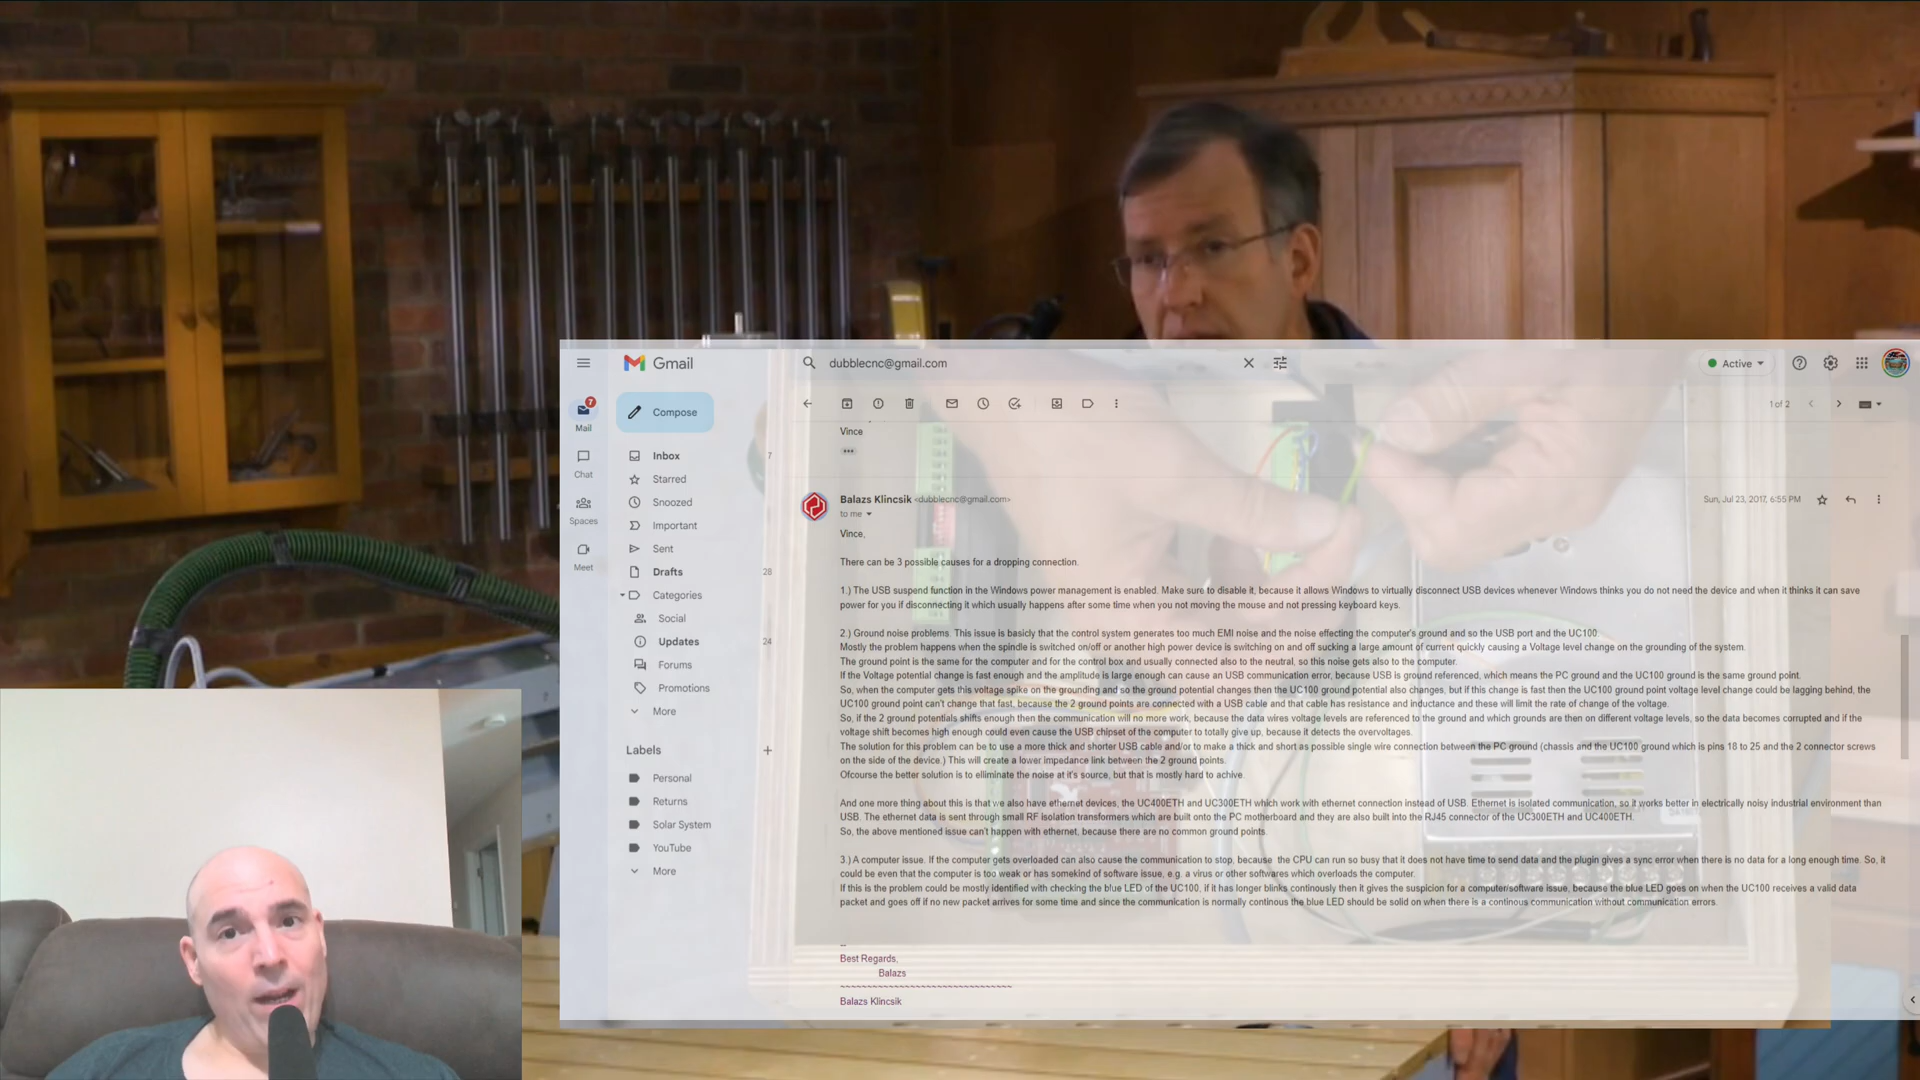 Gmail
dubblecnc@gmail.com
Active
7
Mail
Compose
1 of 2
Chat
Spaces
Meet
Inbox 7
Starred
Snoozed
Important
Sent
Drafts 28
Categories
Social
Updates 24
Forums
Promotions
More
Labels
Personal
Returns
Solar System
YouTube
More
Vince
Balazs Klincsik <dubblecnc@gmail.com>
Sun, Jul 23, 2017, 6:55 PM
to me
Vince,
There can be 3 possible causes for a dropping connection.
1.) The USB suspend function in the Windows power management is enabled. Make sure to disable it, because it allows Windows to virtually disconnect USB devices whenever Windows thinks you do not need the device and when it thinks it can save
power for you if disconnecting it which usually happens after some time when you not moving the mouse and not pressing keyboard keys.
2.) Ground noise problems. This issue is basicly that the control system generates too much EMI noise and the noise effecting the computer's ground and so the USB port and the UC100.
Mostly the problem happens when the spindle is switched on/off or another high power device is switching on and off sucking a large amount of current quickly causing a Voltage level change on the grounding of the system.
The ground point is the same for the computer and for the control box and usually connected also to the neutral, so this noise gets also to the computer.
If the Voltage potential change is fast enough and the amplitude is large enough can cause an USB communication error, because USB is ground referenced, which means the PC ground and the UC100 ground is the same ground point.
So, when the computer gets this voltage spike on the grounding and so the ground potential changes then the UC100 ground potential also changes, but if this change is fast then the UC100 ground point voltage level change could be lagging behind, the
UC100 ground point can't change that fast, because the 2 ground points are connected with a USB cable and that cable has resistance and inductance and these will limit the rate of change of the voltage.
So, if the 2 ground potentials shifts enough then the communication will no more work, because the data wires voltage levels are referenced to the ground and which grounds are then on different voltage levels, so the data becomes corrupted and if the
voltage shift becomes high enough could even cause the USB chipset of the computer to totally give up, because it detects the overvoltages.
The solution for this problem can be to use a more thick and shorter USB cable and/or to make a thick and short as possible single wire connection between the PC ground (chassis and the UC100 ground which is pins 18 to 25 and the 2 connector screws
on the side of the device.) This will create a lower impedance link between the 2 ground points.
Ofcourse the better solution is to elliminate the noise at it's source, but that is mostly hard to achive.
And one more thing about this is that we also have ethernet devices, the UC400ETH and UC300ETH which work with ethernet connection instead of USB. Ethernet is isolated communication, so it works better in electrically noisy industrial environment than
USB. The ethernet data is sent through small RF isolation transformers which are built onto the PC motherboard and they are also built into the RJ45 connector of the UC300ETH and UC400ETH.
So, the above mentioned issue can't happen with ethernet, because there are no common ground points.
3.) A computer issue. If the computer gets overloaded can also cause the communication to stop, because the CPU can run so busy that it does not have time to send data and the plugin gives a sync error when there is no data for a long enough time. So, it
could be even that the computer is too weak or has somekind of software issue, e.g. a virus or other softwares which overloads the computer.
If this is the problem could be mostly identified with checking the blue LED of the UC100, if it has longer blinks continously then it gives the suspicion for a computer/software issue, because the blue LED goes on when the UC100 receives a valid data
packet and goes off if no new packet arrives for some time and since the communication is normally continous the blue LED should be solid on when there is a continous communication without communication errors.
--
Best Regards,
Balazs
~~~~~~~~~~~~~~~~~~~~~~~~~~~~~~~~~~
Balazs Klincsik